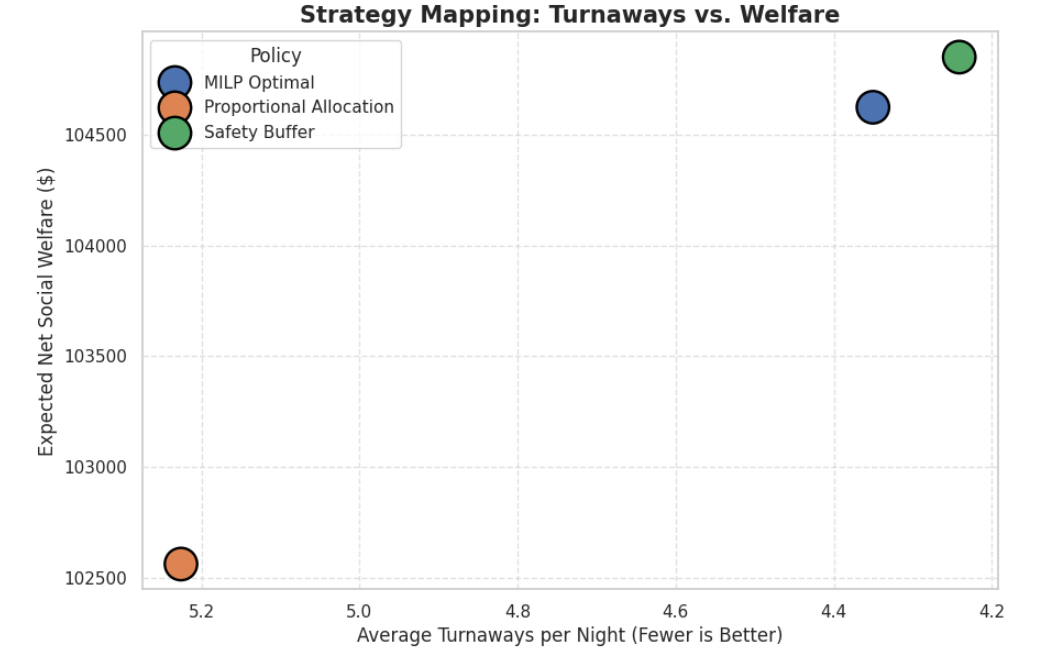 Strategy Mapping: Turnaways vs. Welfare
Policy
MILP Optimal
Proportional Allocation
Safety Buffer
Expected Net Social Welfare ($)
104500
104000
103500
103000
102500
5.2 5.0 4.8 4.6 4.4 4.2
Average Turnaways per Night (Fewer is Better)